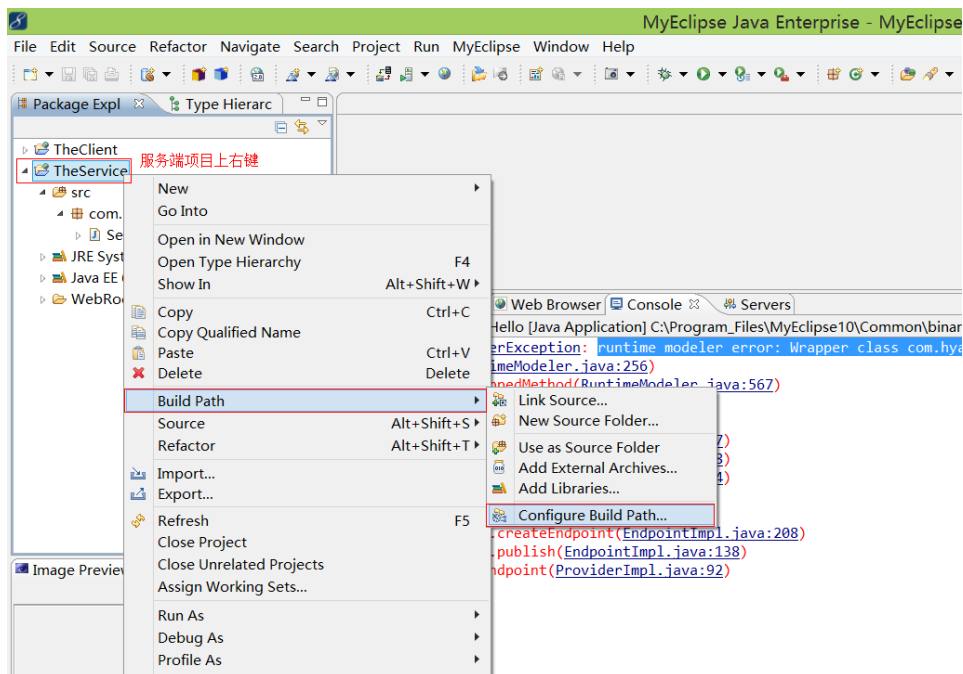 MyEclipse Java Enterprise - MyEclipse
File Edit Source Refactor Navigate Search Project Run MyEclipse Window Help
Package Expl Type Hierarc
TheClient
TheService 服务端项目上右键
src
com.
Se
JRE Syst
Java EE
WebRoo
New
Go Into
Open in New Window
Open Type Hierarchy F4
Show In Alt+Shift+W
Copy Ctrl+C
Copy Qualified Name
Paste Ctrl+V
Delete Delete
Build Path
Source Alt+Shift+S
Refactor Alt+Shift+T
Import...
Export...
Refresh F5
Close Project
Close Unrelated Projects
Assign Working Sets...
Run As
Debug As
Profile As
Link Source...
New Source Folder...
Use as Source Folder
Add External Archives...
Add Libraries...
Configure Build Path...
Web Browser Console Servers
Hello [Java Application] C:\Program_Files\MyEclipse10\Common\binar
erException: runtime modeler error: Wrapper class com.hya
imeModeler.java:256)
ppedMethod(RuntimeModeler.java:567)
7)
8)
4)
.createEndpoint(EndpointImpl.java:208)
.publish(EndpointImpl.java:138)
ndpoint(ProviderImpl.java:92)
Image Preview